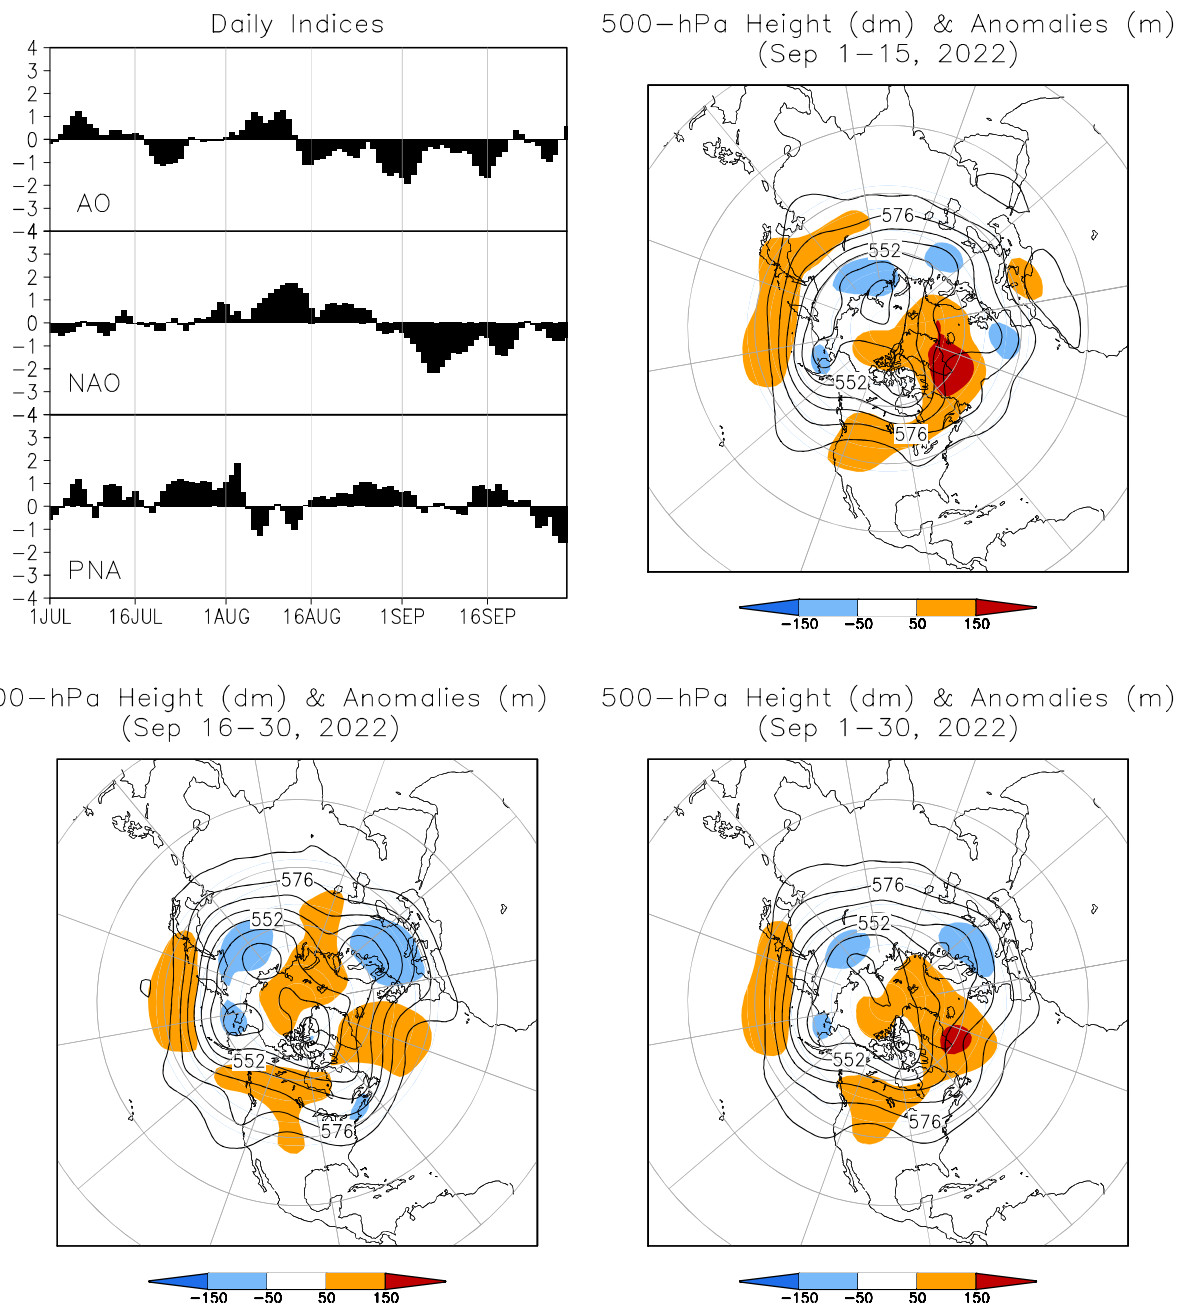 Daily Indices
4
3
2
1
0
-1
-2
-3
-4
AO
3
2
1
0
-1
-2
-3
-4
NAO
3
2
1
0
-1
-2
-3
-4
PNA
1JUL 16JUL 1AUG 16AUG 1SEP 16SEP
500-hPa Height (dm) & Anomalies (m)
(Sep 1-15, 2022)
576
552
552
576
-150 -50 50 150
00-hPa Height (dm) & Anomalies (m)
(Sep 16-30, 2022)
576
552
552
576
-150 -50 50 150
500-hPa Height (dm) & Anomalies (m)
(Sep 1-30, 2022)
576
552
552
576
-150 -50 50 150